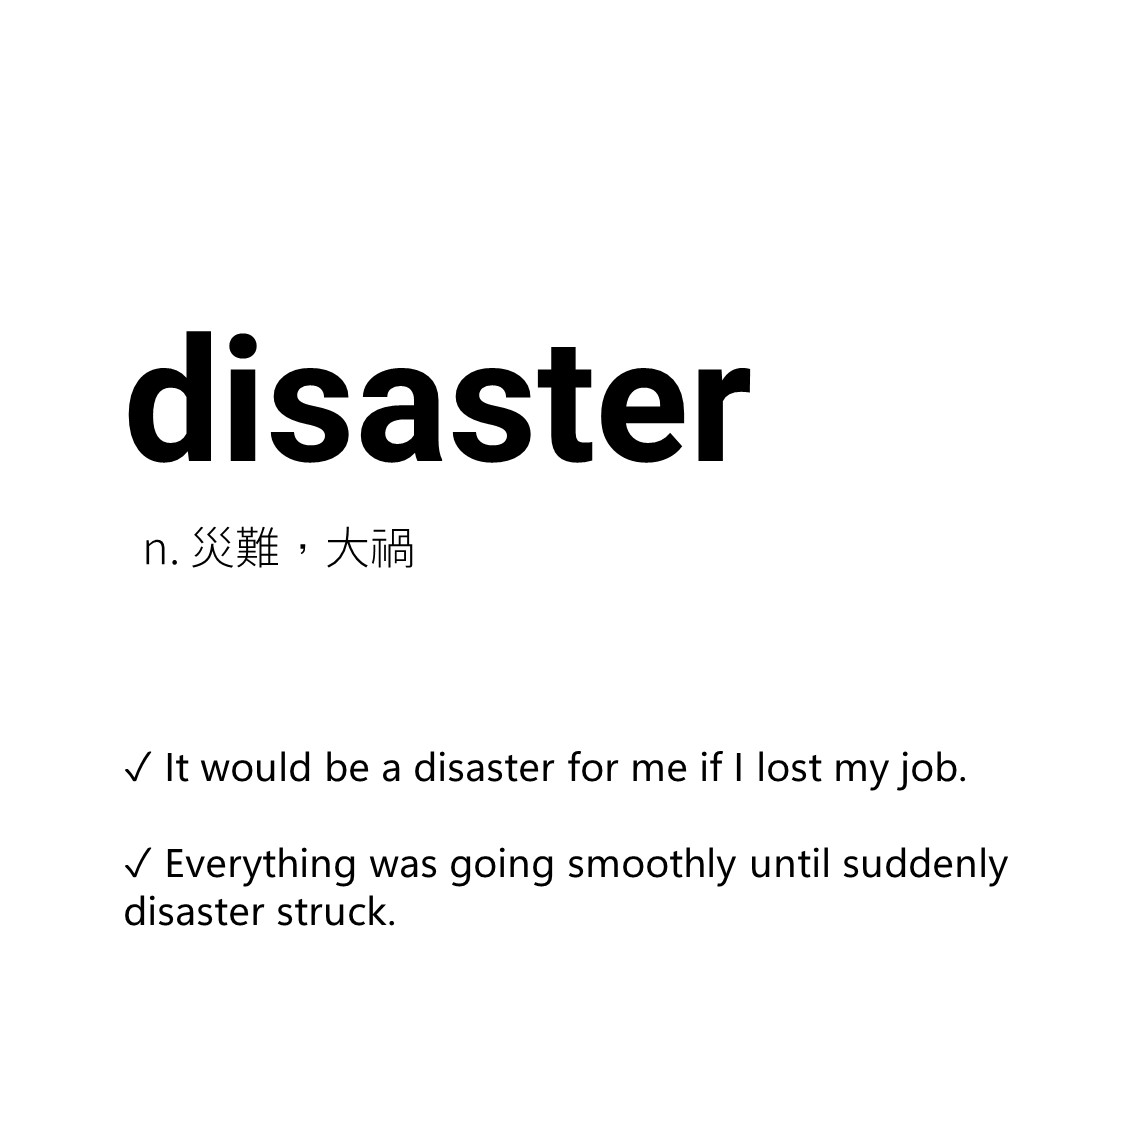 disaster
n. 災難，大禍
✓ It would be a disaster for me if I lost my job.
✓ Everything was going smoothly until suddenly
disaster struck.